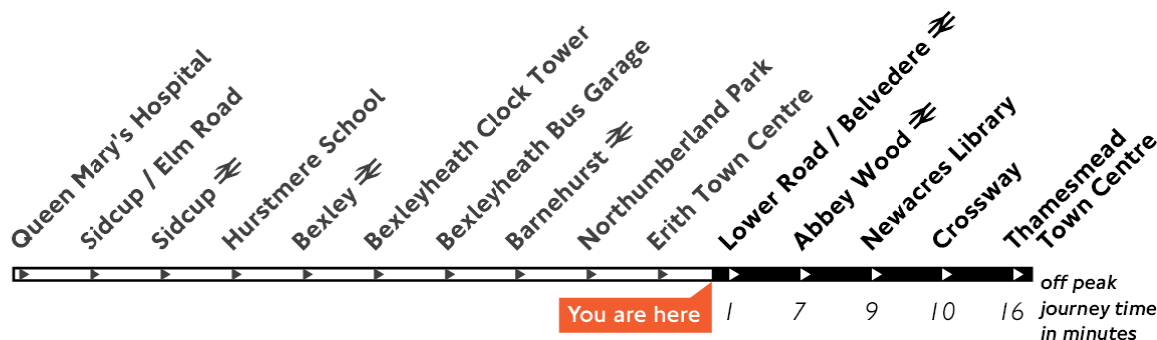 Queen Mary's Hospital
Sidcup / Elm Road
Sidcup
Hurstmere School
Bexley
Bexleyheath Clock Tower
Bexleyheath Bus Garage
Barnehurst
Northumberland Park
Erith Town Centre
Lower Road / Belvedere
Abbey Wood
Newacres Library
Crossway
Thamesmead
Town Centre
You are here
1 7 9 10 16
off peak
journey time
in minutes